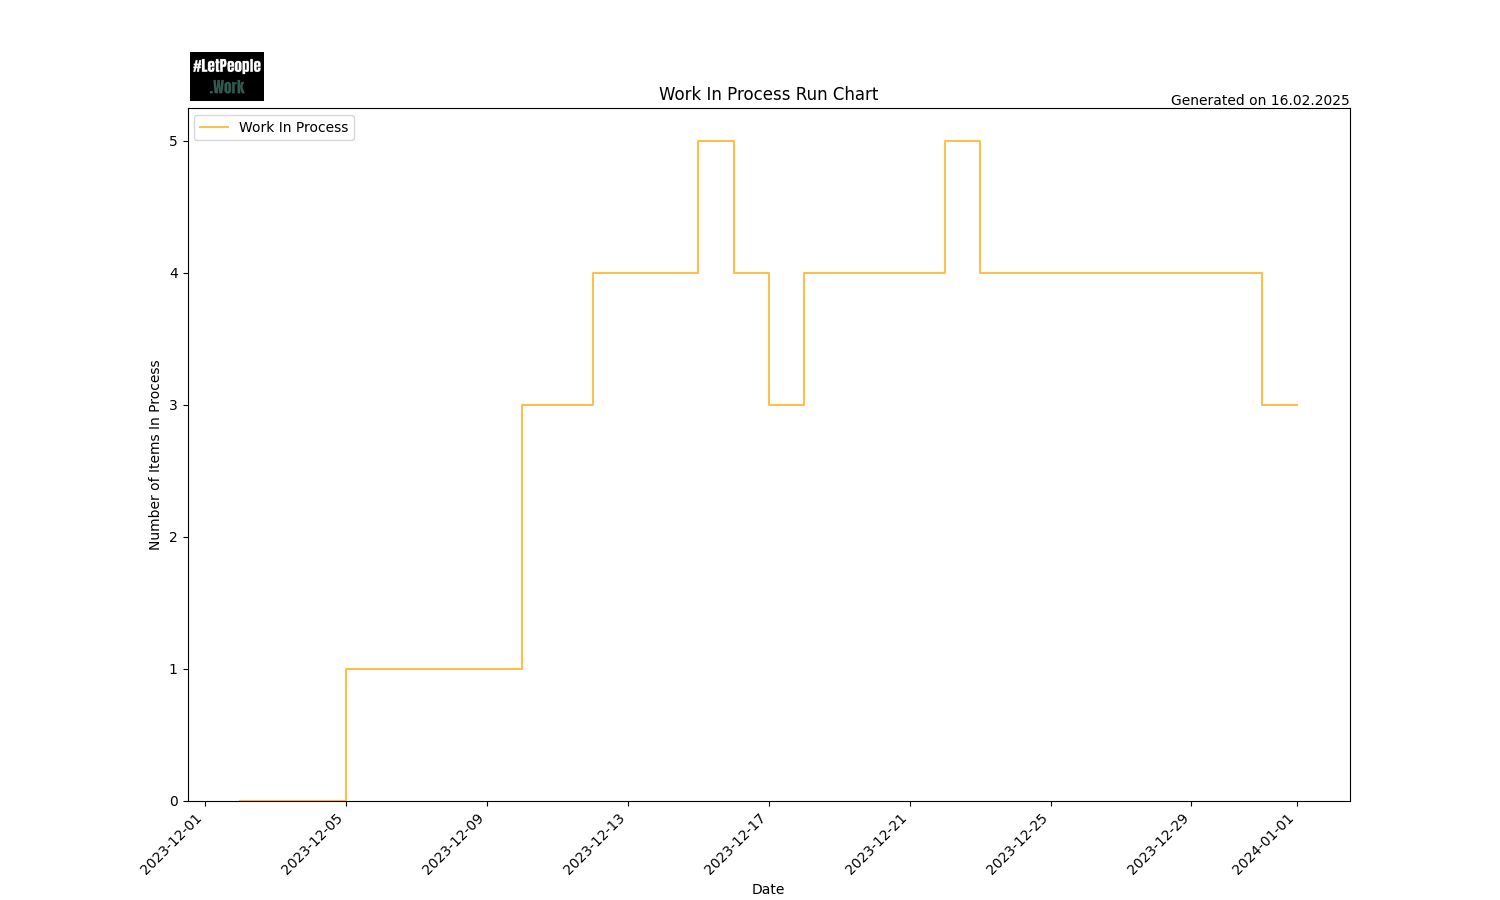 #LetPeople
.Work
Work In Process Run Chart
Generated on 16.02.2025
Work In Process
5
4
3
2
1
0
Number of Items In Process
2023-12-01
2023-12-05
2023-12-09
2023-12-13
2023-12-17
2023-12-21
2023-12-25
2023-12-29
2024-01-01
Date